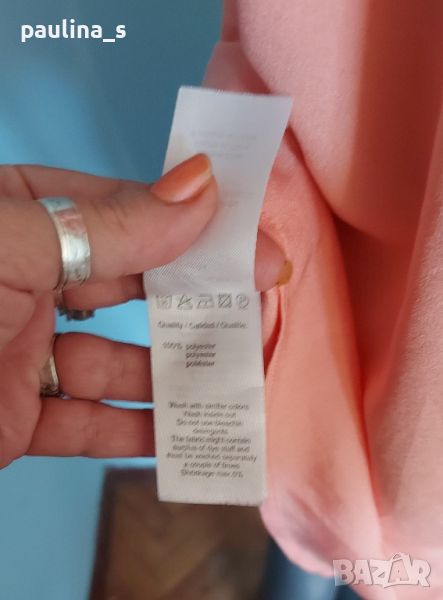 paulina_s
Quality / Calidad / Qualité:
100% polyester
polyester
poliéster
Wash with similar colors
Wash inside out
Do not use bleachin
detergents
The fabric might contain
surplus of dye stuff and
must be washed separately
a couple of times
Shrinkage max 5%
BAZAR